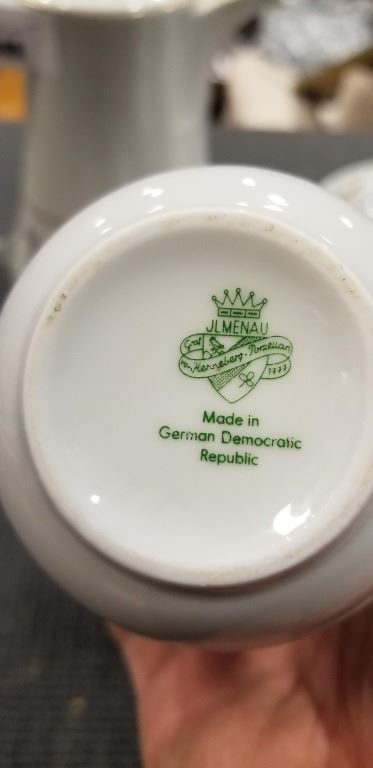 JLMENAU
Graf
von Henneberg-Porzellan
1777
Made in
German Democratic
Republic